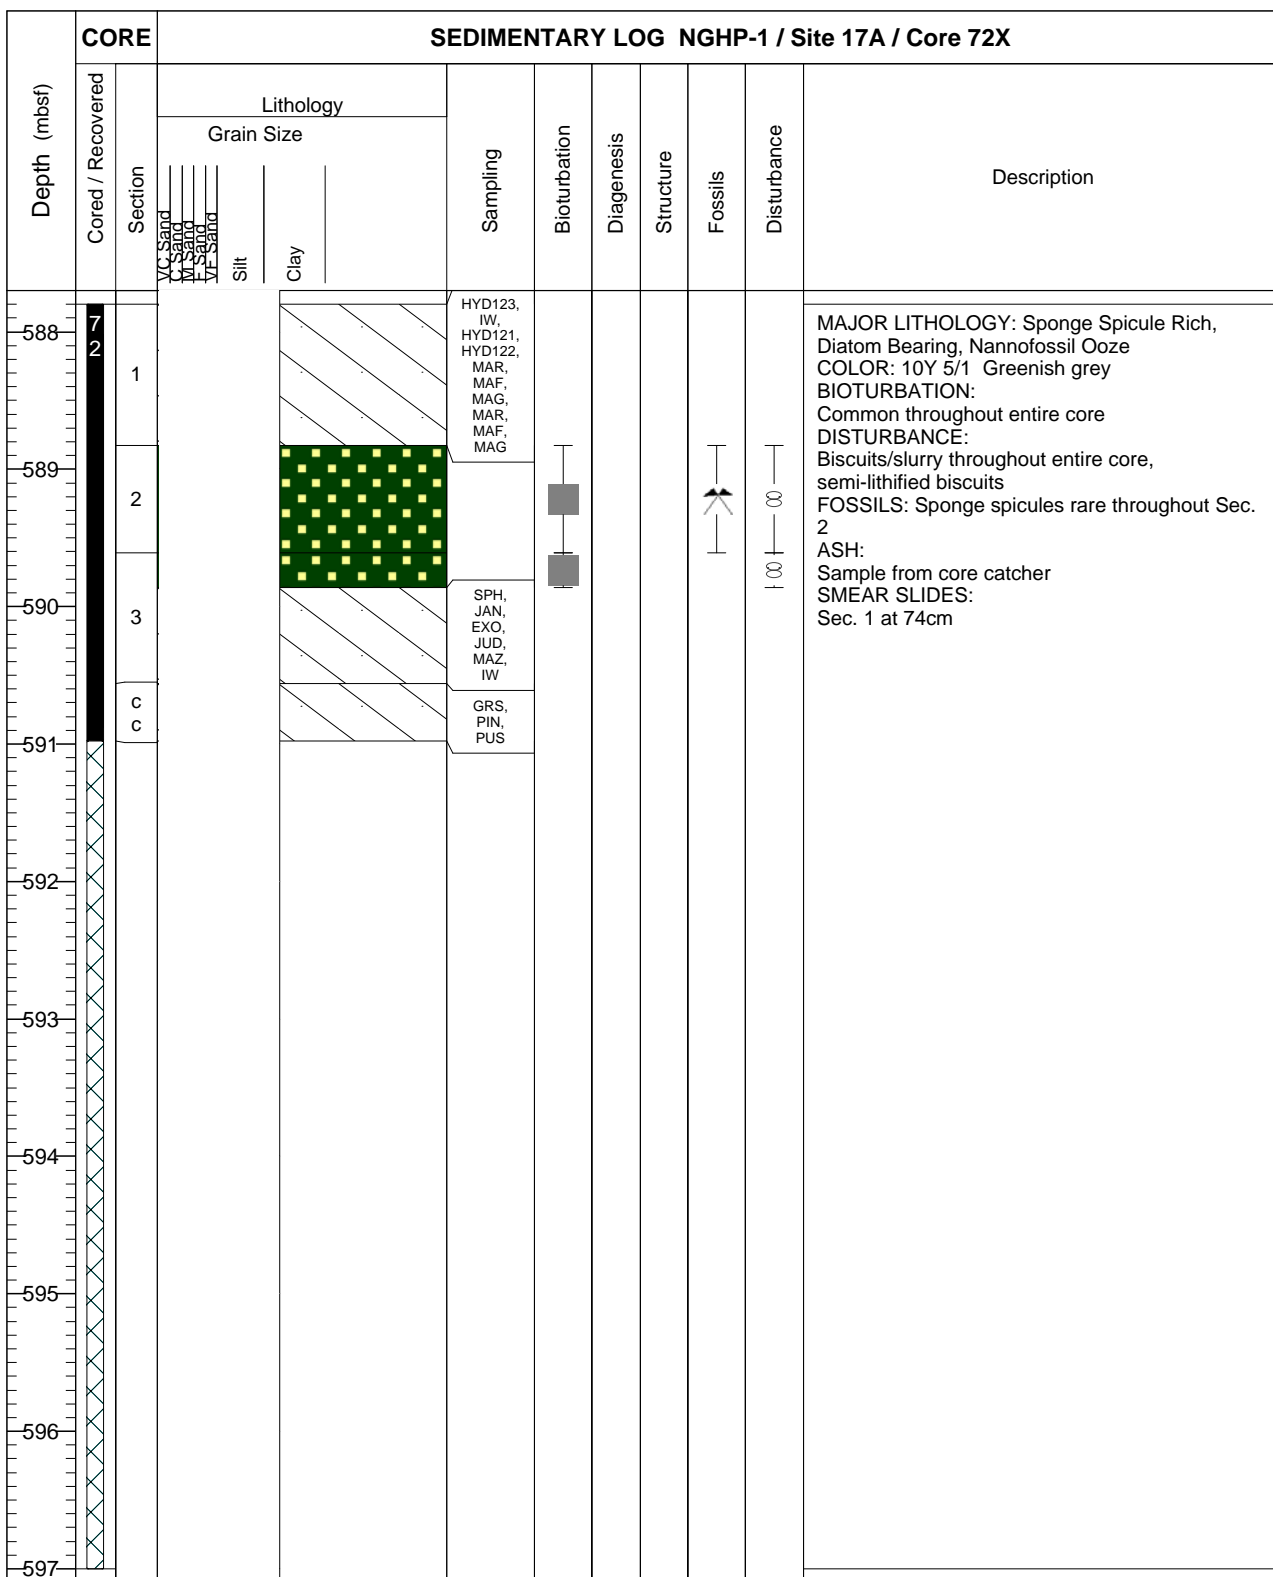 CORE
SEDIMENTARY LOG NGHP-1 / Site 17A / Core 72X
Depth (mbsf)
Cored / Recovered
Section
Lithology
Grain Size
VC Sand
C Sand
M Sand
F Sand
VF Sand
Silt
Clay
Sampling
Bioturbation
Diagenesis
Structure
Fossils
Disturbance
Description
588
589
590
591
592
593
594
595
596
597
7
2
1
2
3
c
c
HYD123,
IW,
HYD121,
HYD122,
MAR,
MAF,
MAG,
MAR,
MAF,
MAG
SPH,
JAN,
EXO,
JUD,
MAZ,
IW
GRS,
PIN,
PUS
MAJOR LITHOLOGY: Sponge Spicule Rich,
Diatom Bearing, Nannofossil Ooze
COLOR: 10Y 5/1 Greenish grey
BIOTURBATION:
Common throughout entire core
DISTURBANCE:
Biscuits/slurry throughout entire core,
semi-lithified biscuits
FOSSILS: Sponge spicules rare throughout Sec.
2
ASH:
Sample from core catcher
SMEAR SLIDES:
Sec. 1 at 74cm